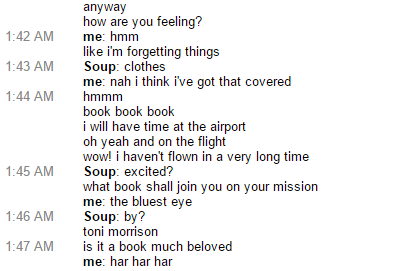 anyway
how are you feeling?
1:42 AM me: hmm
like i'm forgetting things
1:43 AM Soup: clothes
me: nah i think i've got that covered
1:44 AM hmmm
book book book
i will have time at the airport
oh yeah and on the flight
wow! i haven't flown in a very long time
1:45 AM Soup: excited?
what book shall join you on your mission
me: the bluest eye
1:46 AM Soup: by?
toni morrison
1:47 AM is it a book much beloved
me: har har har